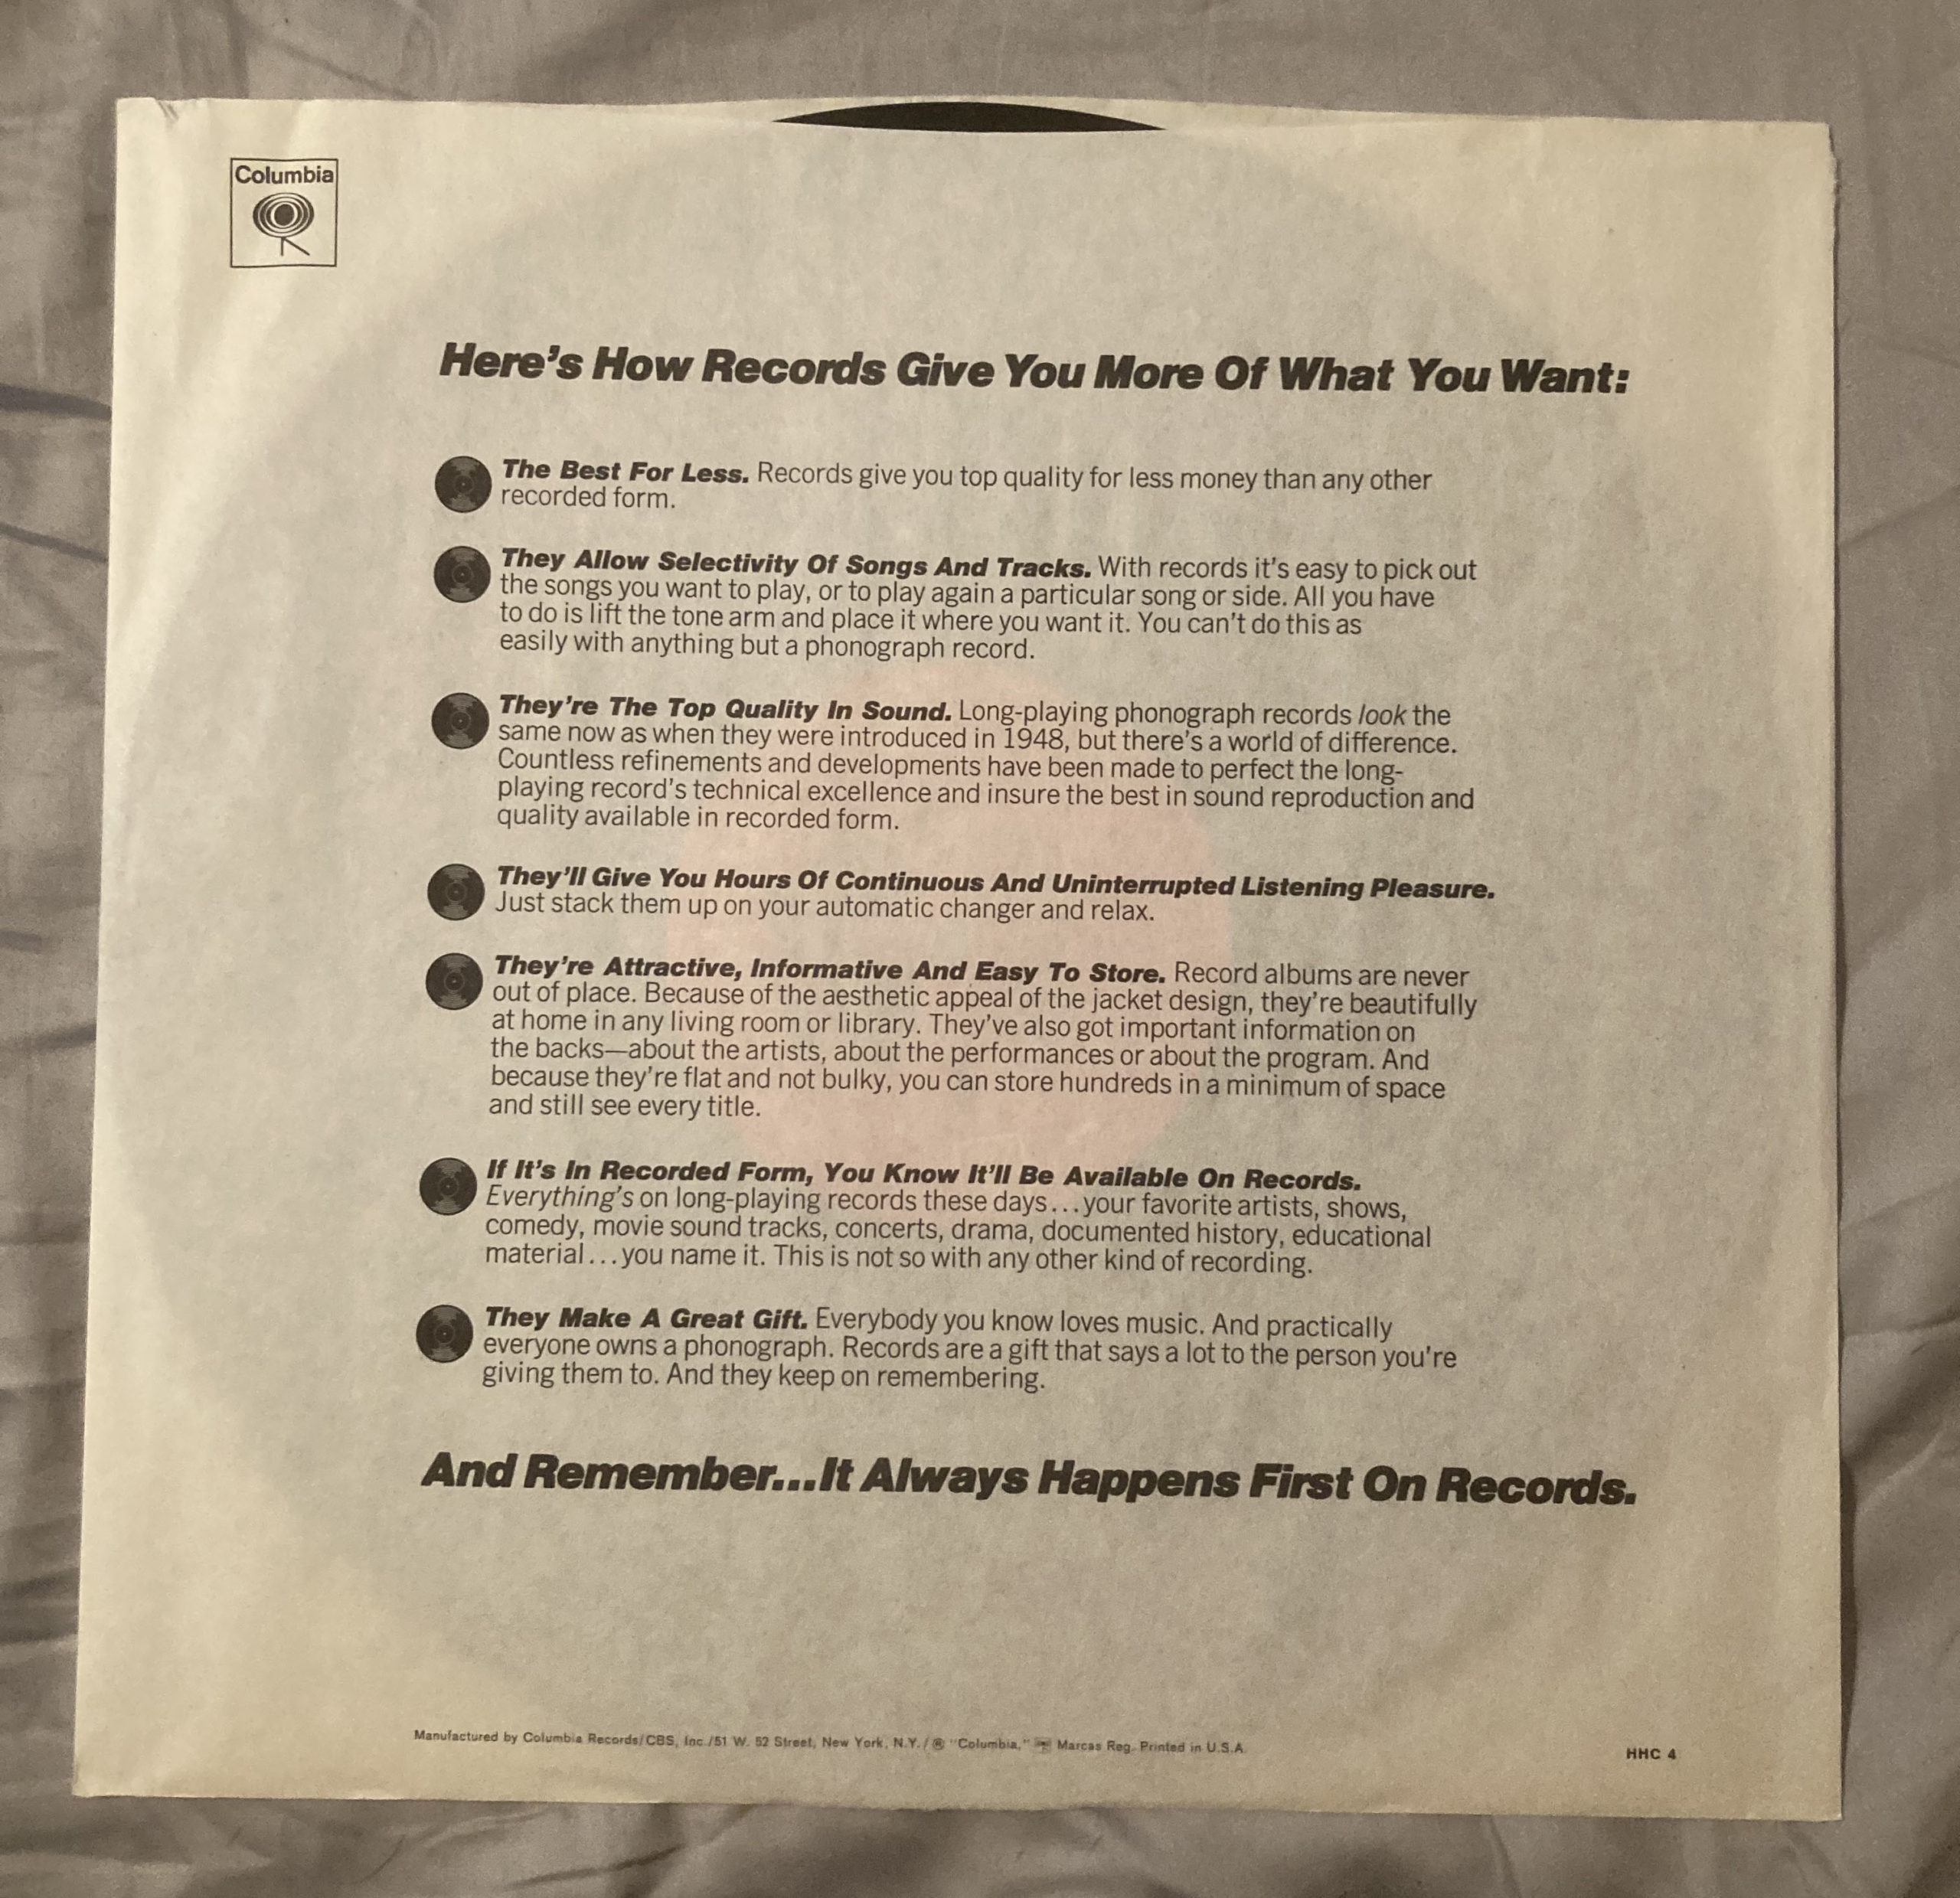 Columbia
Here's How Records Give You More Of What You Want:
The Best For Less. Records give you top quality for less money than any other
recorded form.
They Allow Selectivity Of Songs And Tracks. With records it's easy to pick out
the songs you want to play, or to play again a particular song or side. All you have
to do is lift the tone arm and place it where you want it. You can't do this as
easily with anything but a phonograph record.
They're The Top Quality In Sound. Long-playing phonograph records look the
same now as when they were introduced in 1948, but there's a world of difference.
Countless refinements and developments have been made to perfect the long-
playing record's technical excellence and insure the best in sound reproduction and
quality available in recorded form.
They'll Give You Hours Of Continuous And Uninterrupted Listening Pleasure.
Just stack them up on your automatic changer and relax.
They're Attractive, Informative And Easy To Store. Record albums are never
out of place. Because of the aesthetic appeal of the jacket design, they're beautifully
at home in any living room or library. They've also got important information on
the backs—about the artists, about the performances or about the program. And
because they're flat and not bulky, you can store hundreds in a minimum of space
and still see every title.
If It's In Recorded Form, You Know It'll Be Available On Records.
Everything's on long-playing records these days...your favorite artists, shows,
comedy, movie sound tracks, concerts, drama, documented history, educational
material...you name it. This is not so with any other kind of recording.
They Make A Great Gift. Everybody you know loves music. And practically
everyone owns a phonograph. Records are a gift that says a lot to the person you're
giving them to. And they keep on remembering.
And Remember...It Always Happens First On Records.
Manufactured by Columbia Records/CBS, Inc./51 W. 52 Street, New York, N.Y./® "Columbia," Marcas Reg. Printed in U.S.A.
HHC 4